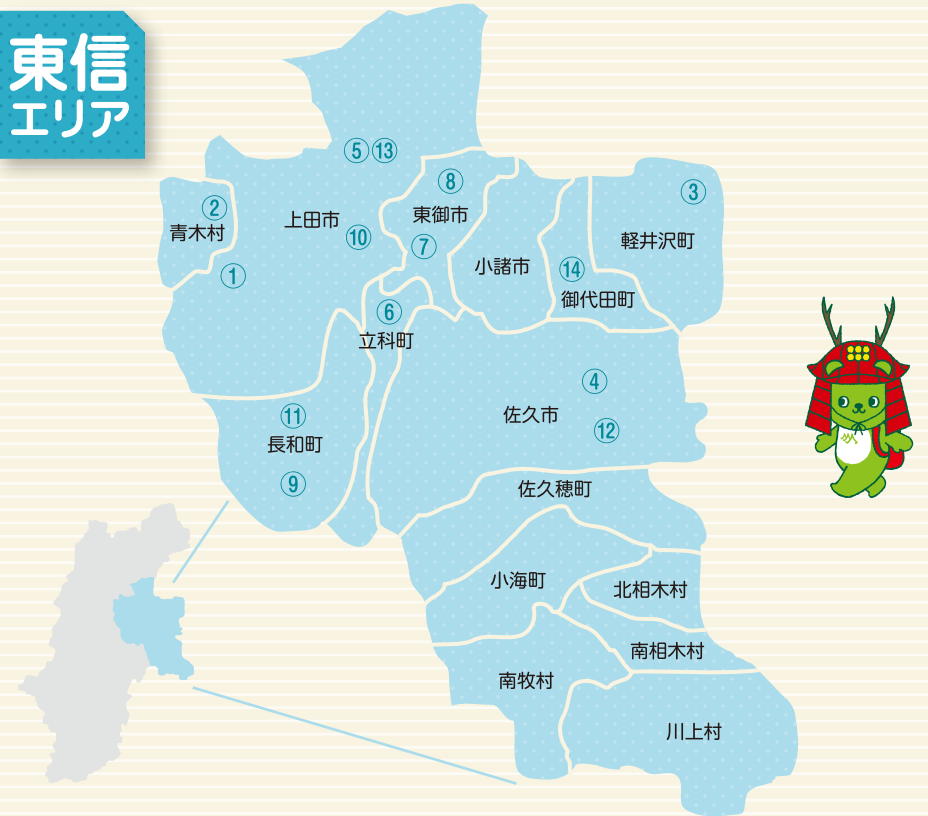 東信
エリア
⑤ ⑬
⑧
③
②
青木村
上田市
⑩
東御市
⑦
軽井沢町
①
小諸市
⑭
御代田町
⑥
立科町
④
佐久市
⑫
⑪
長和町
⑨
佐久穂町
小海町
北相木村
南相木村
南牧村
川上村